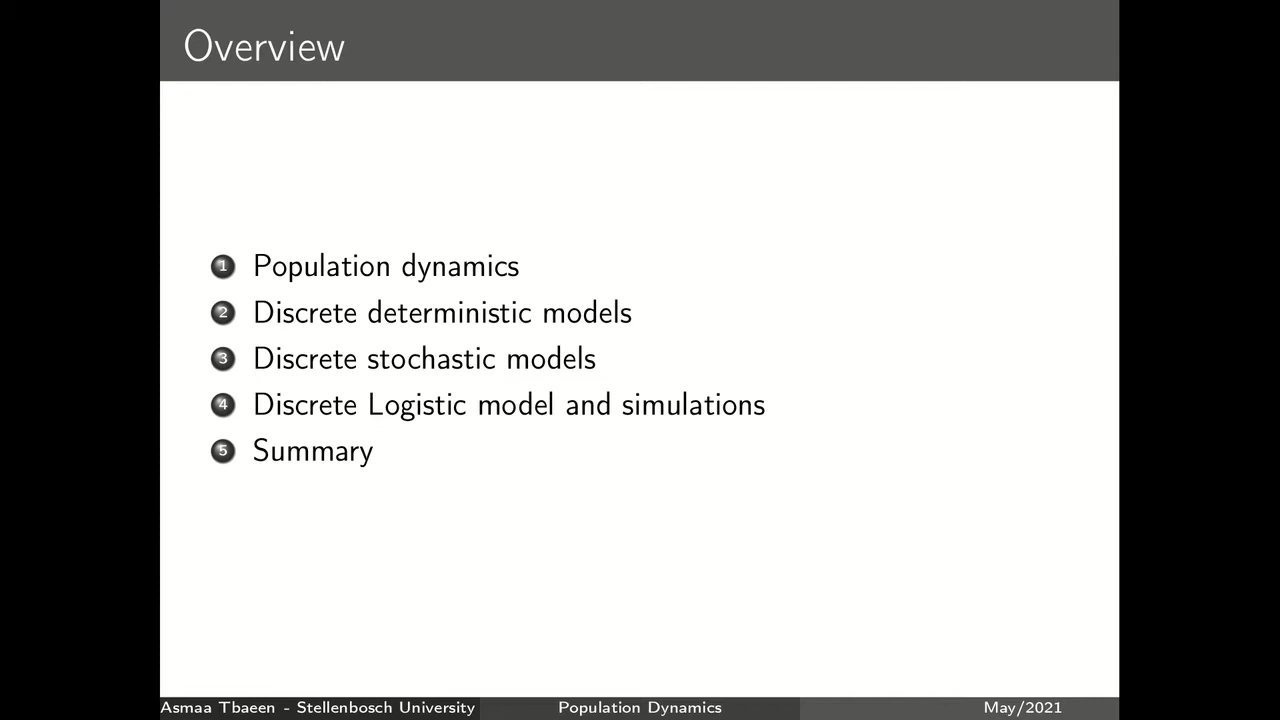 Overview
1 Population dynamics
2 Discrete deterministic models
3 Discrete stochastic models
4 Discrete Logistic model and simulations
5 Summary
Asmaa Tbaeen - Stellenbosch University Population Dynamics May/2021